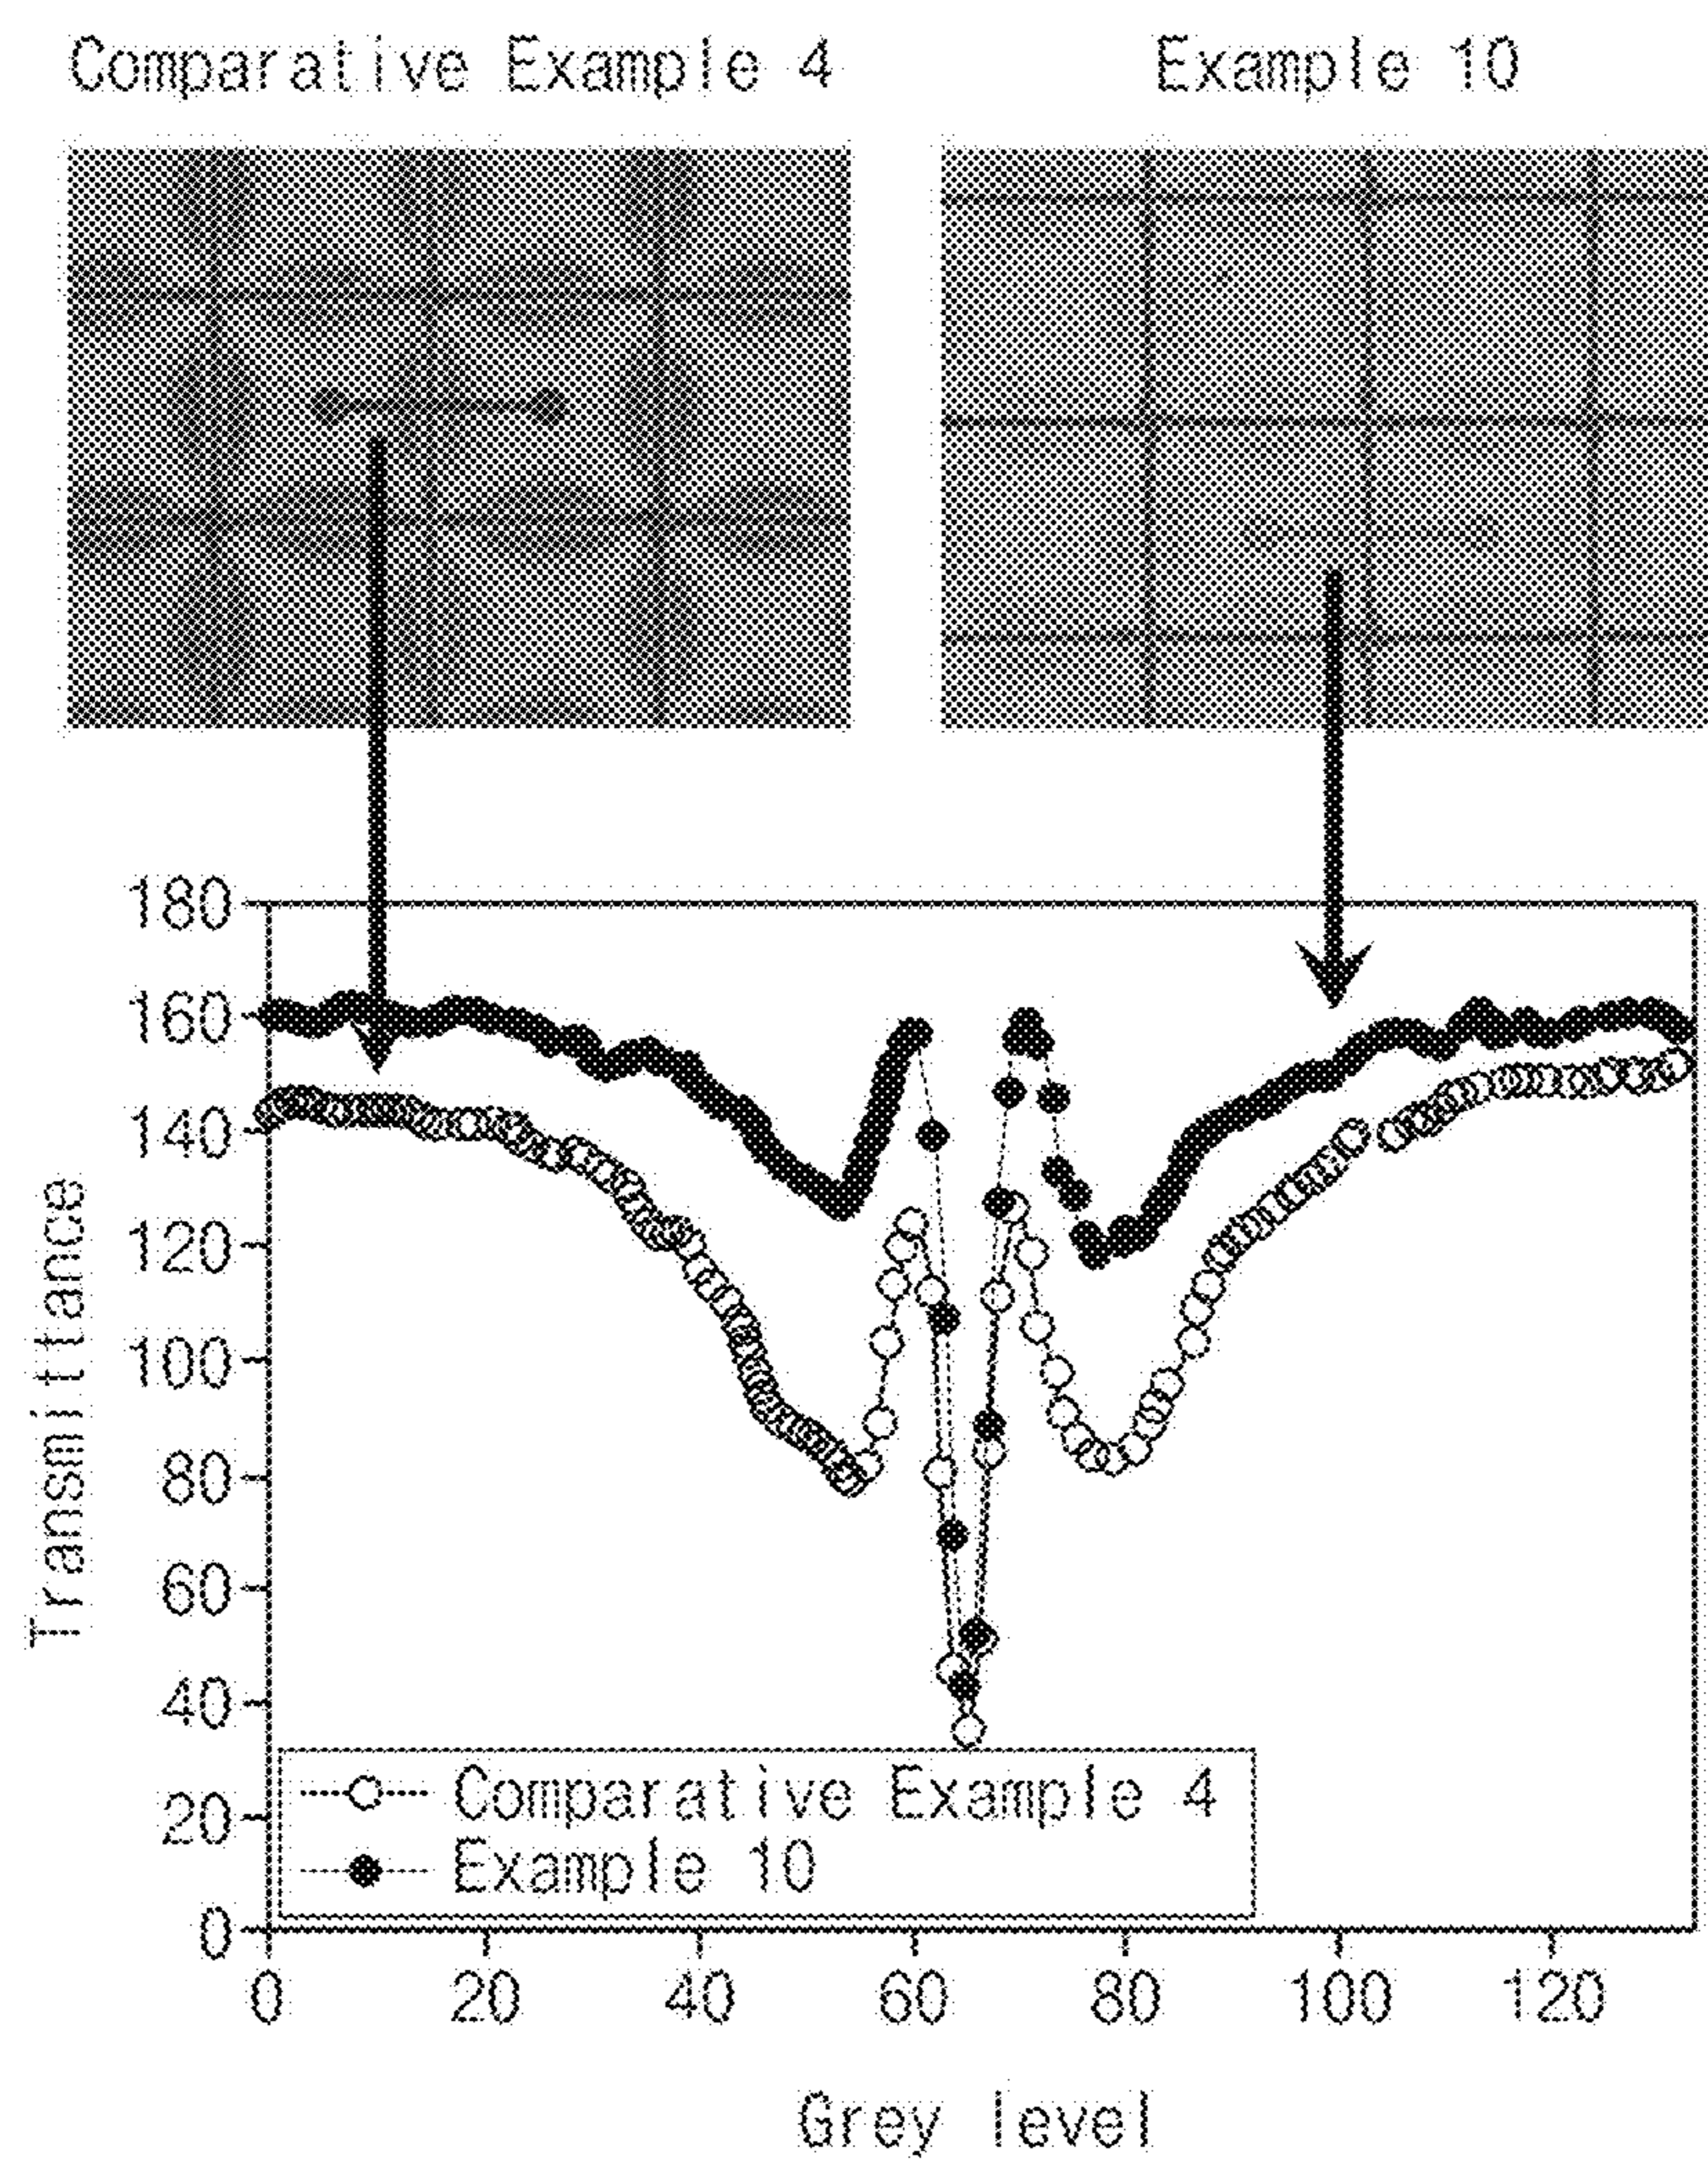 Comparative Example 4
Example 10
180
160
140
120
100
80
60
40
20
0
Transmittance
Comparative Example 4
Example 10
0 20 40 60 80 100 120
Grey level